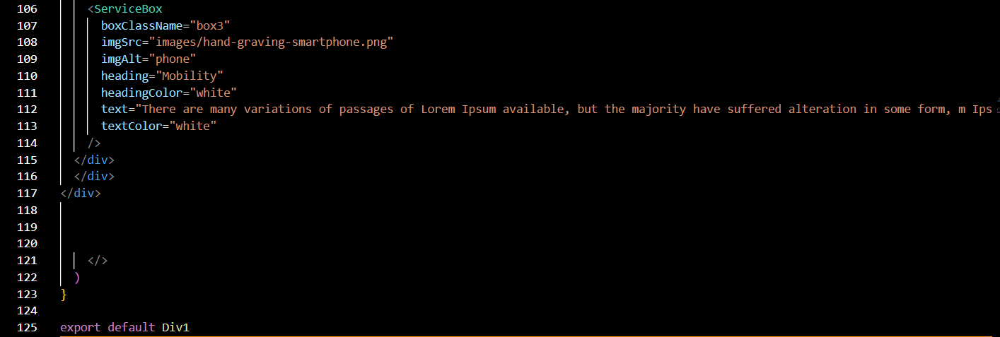 106 <ServiceBox
107 boxClassName="box3"
108 imgSrc="images/hand-graving-smartphone.png"
109 imgAlt="phone"
110 heading="Mobility"
111 headingColor="white"
112 text="There are many variations of passages of Lorem Ipsum available, but the majority have suffered alteration in some form, m Ips
113 textColor="white"
114 />
115 </div>
116 </div>
117 </div>
118
119
120
121 </>
122 )
123 }
124
125 export default Div1